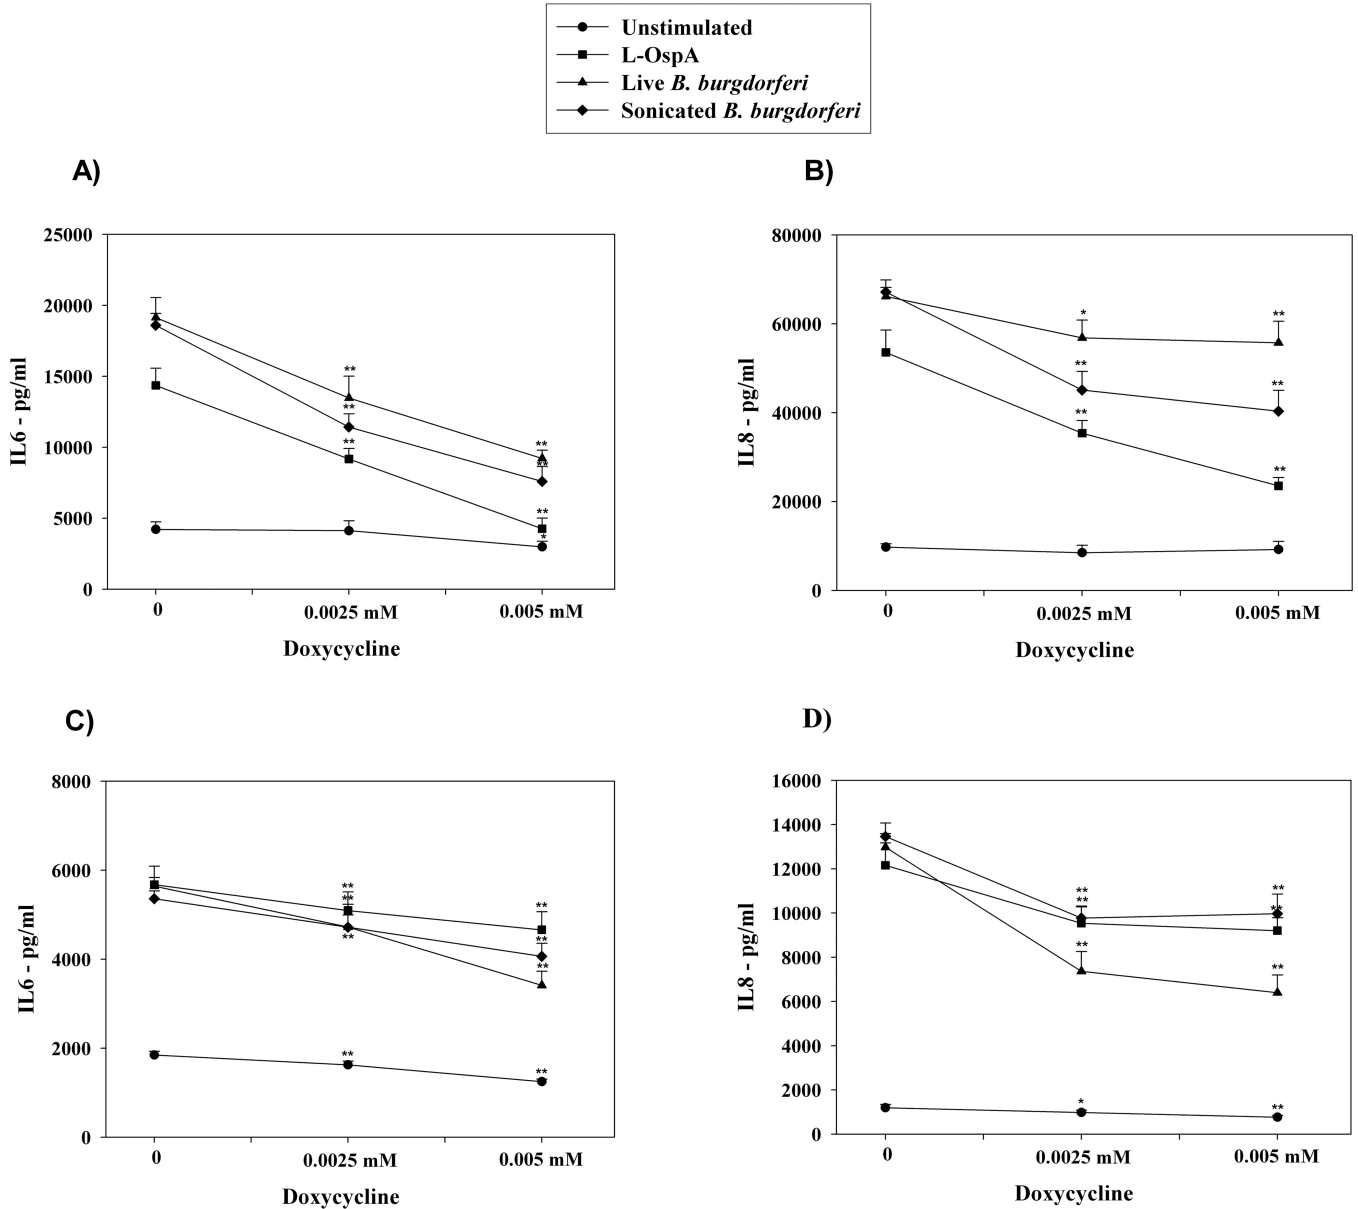 Unstimulated
L-OspA
Live B. burgdorferi
Sonicated B. burgdorferi
A)
25000
20000
15000
10000
5000
0
IL6 - pg/ml
**
**
**
**
**
**
*
0
0.0025 mM
0.005 mM
Doxycycline
B)
80000
60000
40000
20000
0
IL8 - pg/ml
*
**
**
**
**
**
0
0.0025 mM
0.005 mM
Doxycycline
C)
8000
6000
4000
2000
0
IL6 - pg/ml
**
**
**
**
**
**
**
**
0
0.0025 mM
0.005 mM
Doxycycline
D)
16000
14000
12000
10000
8000
6000
4000
2000
0
IL8 - pg/ml
**
**
**
**
**
**
*
**
0
0.0025 mM
0.005 mM
Doxycycline